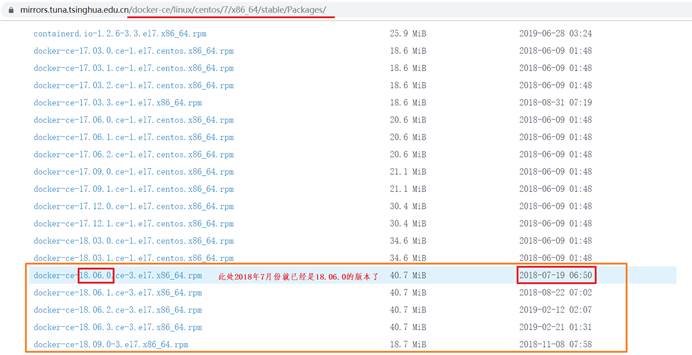 mirrors.tuna.tsinghua.edu.cn/docker-ce/linux/centos/7/x86_64/stable/Packages/
containerd.io-1.2.6-3.3.el7.x86_64.rpm 25.9 MiB 2019-06-28 03:24
docker-ce-17.03.0.ce-1.el7.centos.x86_64.rpm 18.6 MiB 2018-06-09 01:48
docker-ce-17.03.1.ce-1.el7.centos.x86_64.rpm 18.6 MiB 2018-06-09 01:48
docker-ce-17.03.2.ce-1.el7.centos.x86_64.rpm 18.6 MiB 2018-06-09 01:48
docker-ce-17.03.3.ce-1.el7.x86_64.rpm 18.6 MiB 2018-08-31 07:19
docker-ce-17.06.0.ce-1.el7.centos.x86_64.rpm 20.6 MiB 2018-06-09 01:48
docker-ce-17.06.1.ce-1.el7.centos.x86_64.rpm 20.6 MiB 2018-06-09 01:48
docker-ce-17.06.2.ce-1.el7.centos.x86_64.rpm 20.6 MiB 2018-06-09 01:48
docker-ce-17.09.0.ce-1.el7.centos.x86_64.rpm 21.1 MiB 2018-06-09 01:48
docker-ce-17.09.1.ce-1.el7.centos.x86_64.rpm 21.1 MiB 2018-06-09 01:48
docker-ce-17.12.0.ce-1.el7.centos.x86_64.rpm 30.4 MiB 2018-06-09 01:48
docker-ce-17.12.1.ce-1.el7.centos.x86_64.rpm 30.4 MiB 2018-06-09 01:48
docker-ce-18.03.0.ce-1.el7.centos.x86_64.rpm 34.6 MiB 2018-06-09 01:48
docker-ce-18.03.1.ce-1.el7.centos.x86_64.rpm 34.6 MiB 2018-06-09 01:48
docker-ce-18.06.0.ce-3.el7.x86_64.rpm 此处2018年7月份就已经是18.06.0的版本了 40.7 MiB 2018-07-19 06:50
docker-ce-18.06.1.ce-3.el7.x86_64.rpm 40.7 MiB 2018-08-22 07:02
docker-ce-18.06.2.ce-3.el7.x86_64.rpm 40.7 MiB 2019-02-12 02:07
docker-ce-18.06.3.ce-3.el7.x86_64.rpm 40.7 MiB 2019-02-21 01:31
docker-ce-18.09.0-3.el7.x86_64.rpm 18.7 MiB 2018-11-08 07:58